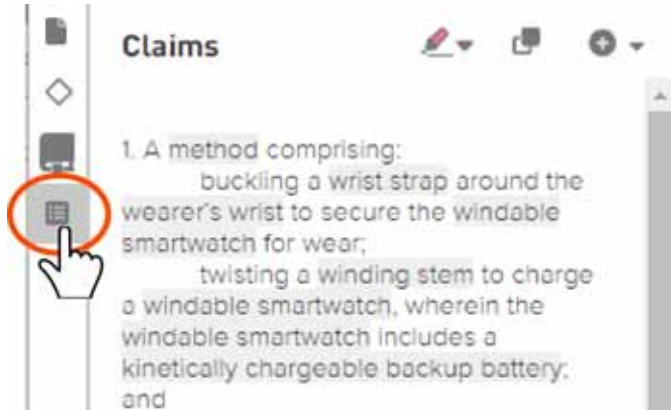 Claims
1. A method comprising:
buckling a wrist strap around the
wearer's wrist to secure the windable
smartwatch for wear;
twisting a winding stem to charge
a windable smartwatch, wherein the
windable smartwatch includes a
kinetically chargeable backup battery;
and